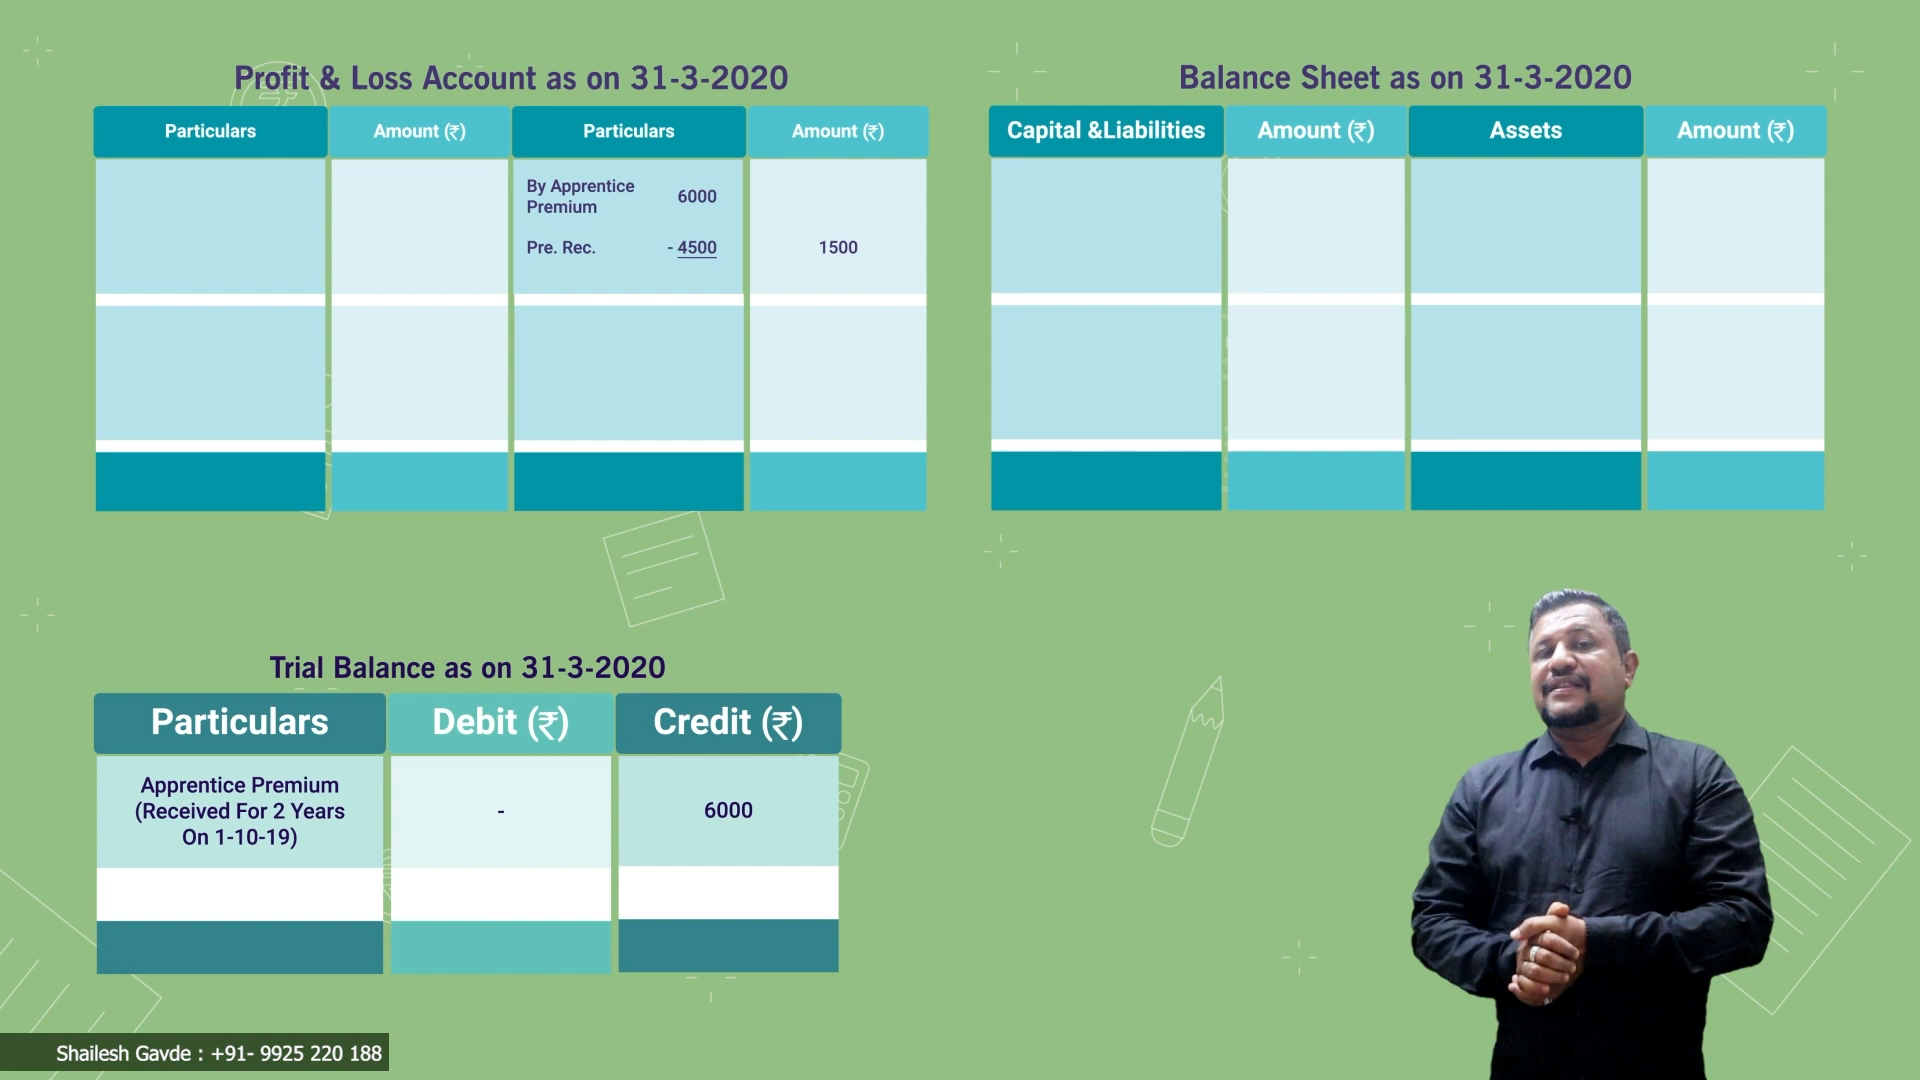 Profit & Loss Account as on 31-3-2020
Particulars Amount (₹) Particulars Amount (₹)
By Apprentice
Premium 6000
Pre. Rec. - 4500 1500
Balance Sheet as on 31-3-2020
Capital &Liabilities Amount (₹) Assets Amount (₹)
Trial Balance as on 31-3-2020
Particulars Debit (₹) Credit (₹)
Apprentice Premium
(Received For 2 Years
On 1-10-19)
- 6000
Shailesh Gavde : +91- 9925 220 188